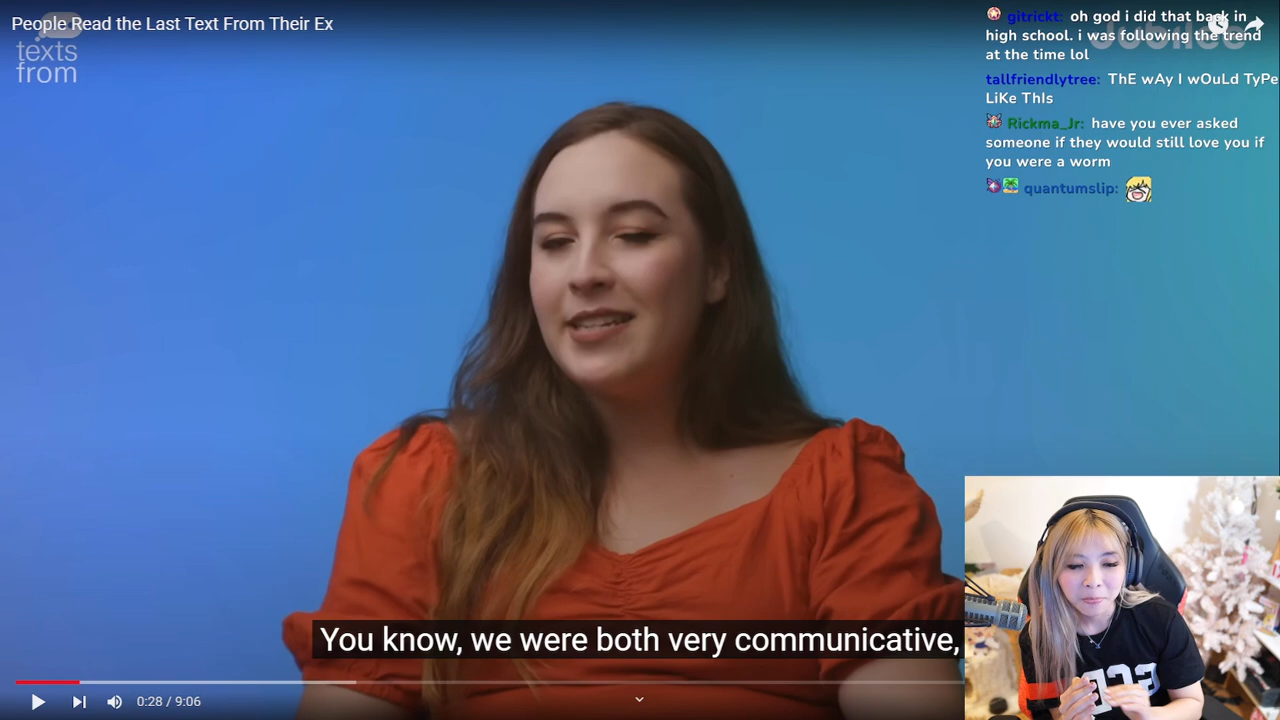 People Read the Last Text From Their Ex
texts
from
Jubilee
gitrickt: oh god i did that back in
high school. i was following the trend
at the time lol
tallfriendlytree: ThE wAy I wOuLd TyPe
LiKe ThIs
Rickma_Jr: have you ever asked
someone if they would still love you if
you were a worm
quantumslip:
You know, we were both very communicative,
0:28 / 9:06